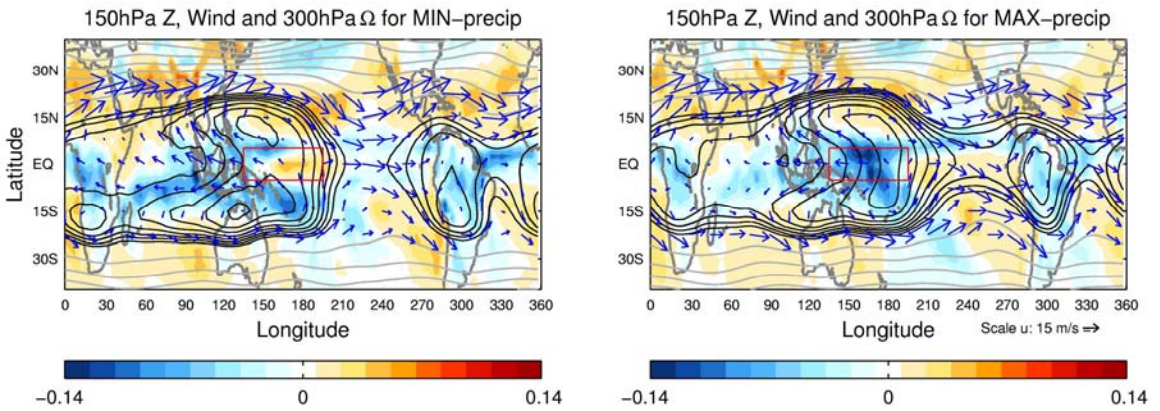 150hPa Z, Wind and 300hPa Ω for MIN−precip
150hPa Z, Wind and 300hPa Ω for MAX−precip
Latitude
30N
15N
EQ
15S
30S
30N
15N
EQ
15S
30S
0 30 60 90 120 150 180 210 240 270 300 330 360
0 30 60 90 120 150 180 210 240 270 300 330 360
Longitude
Longitude
Scale u: 15 m/s
−0.14 0 0.14
−0.14 0 0.14